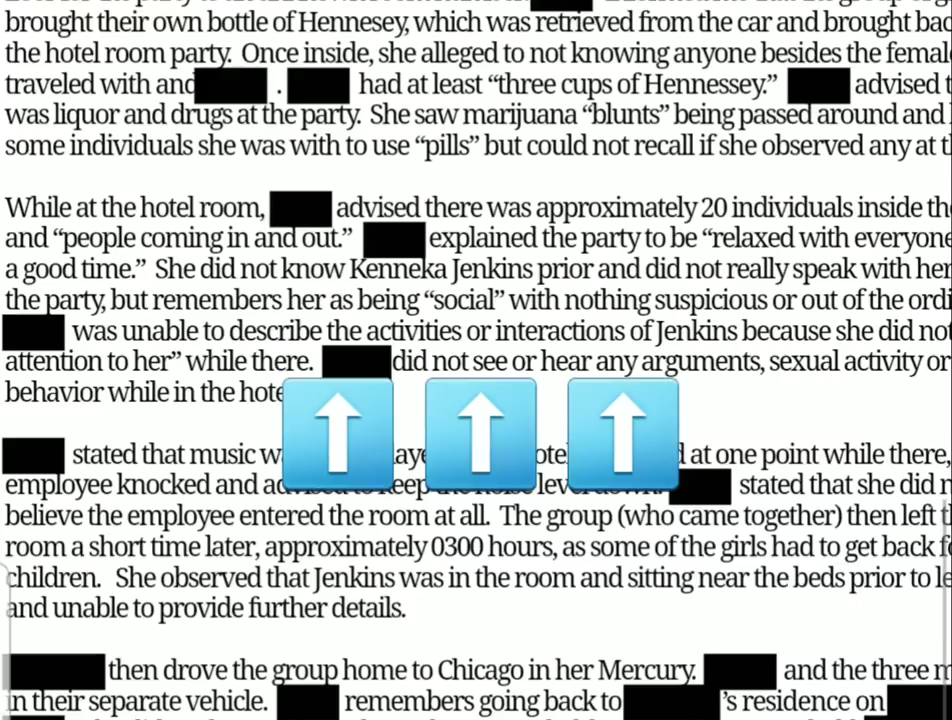 brought their own bottle of Hennesey, which was retrieved from the car and brought
the hotel room party. Once inside, she alleged to not knowing anyone besides the
traveled with and . had at least “three cups of Hennessey.” advised
was liquor and drugs at the party. She saw marijuana “blunts” being passed around and
some individuals she was with to use “pills” but could not recall if she observed any at
While at the hotel room, advised there was approximately 20 individuals inside
and “people coming in and out.” explained the party to be “relaxed with everyone
a good time.” She did not know Kenneka Jenkins prior and did not really speak with her
the party, but remembers her as being “social” with nothing suspicious or out of the
was unable to describe the activities or interactions of Jenkins because she did
attention to her” while there. did not see or hear any arguments, sexual activity or
behavior while in the
stated that music at one point while there,
employee knocked and keep the noise level down. stated that she did
believe the employee entered the room at all. The group (who came together) then left
room a short time later, approximately 0300 hours, as some of the girls had to get back
children. She observed that Jenkins was in the room and sitting near the beds prior to
and unable to provide further details.
then drove the group home to Chicago in her Mercury. and the three
in their separate vehicle. remembers going back to ’s residence on